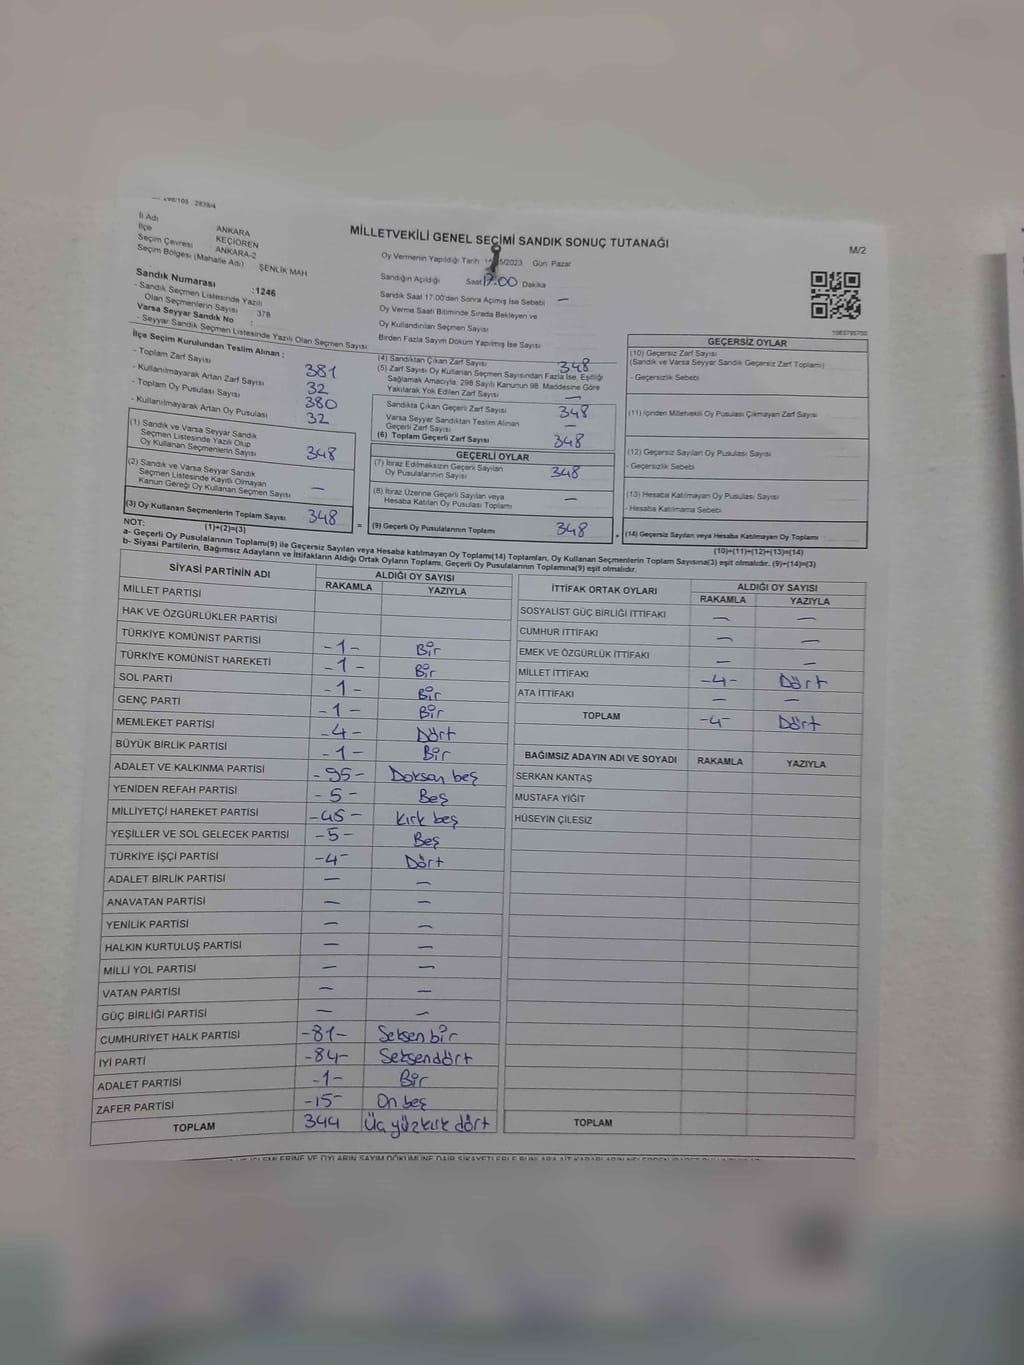 MİLLETVEKİLİ GENEL SEÇİMİ SANDIK SONUÇ TUTANAĞI
M/2
İl Adı ANKARA
İlçe KEÇİÖREN
Seçim Çevresi ANKARA-2
Seçim Bölgesi (Mahalle Adı) ŞENLİK MAH
Sandık Numarası :1246
- Sandık Seçmen Listesinde Yazılı
Olan Seçmenlerin Sayısı : 378
Varsa Seyyar Sandık No :
- Seyyar Sandık Seçmen Listesinde Yazılı Olan Seçmen Sayısı
Oy Vermenin Yapıldığı Tarih /2023 Gün: Pazar
Sandığın Açıldığı Saat 17.00 Dakika
Sandık Saat 17.00'den Sonra Açılmış İse Sebebi —
Oy Verme Saati Bitiminde Sırada Bekleyen ve
Oy Kullandırılan Seçmen Sayısı
Birden Fazla Sayım Döküm Yapılmış İse Sayısı
İlçe Seçim Kurulundan Teslim Alınan ;
- Toplam Zarf Sayısı 381
- Kullanılmayarak Artan Zarf Sayısı 32
- Toplam Oy Pusulası Sayısı 380
- Kullanılmayarak Artan Oy Pusulası 32
(1) Sandık ve Varsa Seyyar Sandık
Seçmen Listesinde Yazılı Olup
Oy Kullanan Seçmenlerin Sayısı 348
(2) Sandık ve Varsa Seyyar Sandık
Seçmen Listesinde Kayıtlı Olmayan
Kanun Gereği Oy Kullanan Seçmen Sayısı —
(3) Oy Kullanan Seçmenlerin Toplam Sayısı 348
(1)+(2)=(3)
(4) Sandıktan Çıkan Zarf Sayısı 348
(5) Zarf Sayısı Oy Kullanan Seçmen Sayısından Fazla İse, Eşitliği
Sağlamak Amacıyla, 298 Sayılı Kanunun 98. Maddesine Göre
Yakılarak Yok Edilen Zarf Sayısı —
Sandıkta Çıkan Geçerli Zarf Sayısı 348
Varsa Seyyar Sandıktan Teslim Alınan
Geçerli Zarf Sayısı —
(6) Toplam Geçerli Zarf Sayısı 348
GEÇERLİ OYLAR
(7) İtiraz Edilmeksizin Geçerli Sayılan
Oy Pusulalarının Sayısı 348
(8) İtiraz Üzerine Geçerli Sayılan veya
Hesaba Katılan Oy Pusulası Toplamı —
= (9) Geçerli Oy Pusulalarının Toplamı 348
GEÇERSİZ OYLAR
(10) Geçersiz Zarf Sayısı
(Sandık ve Varsa Seyyar Sandık Geçersiz Zarf Toplamı)
- Geçersizlik Sebebi
(11) İçinden Milletvekili Oy Pusulası Çıkmayan Zarf Sayısı
(12) Geçersiz Sayılan Oy Pusulası Sayısı
- Geçersizlik Sebebi
(13) Hesaba Katılmayan Oy Pusulası Sayısı
- Hesaba Katılmama Sebebi
+ (14) Geçersiz Sayılan veya Hesaba Katılmayan Oy Toplamı
(10)+(11)+(12)+(13)=(14)
NOT:
a- Geçerli Oy Pusulalarının Toplamı(9) ile Geçersiz Sayılan veya Hesaba katılmayan Oy Toplamı(14) Toplamları, Oy Kullanan Seçmenlerin Toplam Sayısına(3) eşit olmalıdır. (9)+(14)=(3)
b- Siyasi Partilerin, Bağımsız Adayların ve İttifakların Aldığı Ortak Oyların Toplamı, Geçerli Oy Pusulalarının Toplamına(9) eşit olmalıdır.
SİYASİ PARTİNİN ADI ALDIĞI OY SAYISI
RAKAMLA YAZIYLA
MİLLET PARTİSİ
HAK VE ÖZGÜRLÜKLER PARTİSİ
TÜRKİYE KOMÜNİST PARTİSİ -1- Bir
TÜRKİYE KOMÜNİST HAREKETİ -1- Bir
SOL PARTİ -1- Bir
GENÇ PARTİ -1- Bir
MEMLEKET PARTİSİ -4- Dört
BÜYÜK BİRLİK PARTİSİ -1- Bir
ADALET VE KALKINMA PARTİSİ -95- Doksan beş
YENİDEN REFAH PARTİSİ -5- Beş
MİLLİYETÇİ HAREKET PARTİSİ -45- Kırk beş
YEŞİLLER VE SOL GELECEK PARTİSİ -5- Beş
TÜRKİYE İŞÇİ PARTİSİ -4- Dört
ADALET BİRLİK PARTİSİ — —
ANAVATAN PARTİSİ — —
YENİLİK PARTİSİ — —
HALKIN KURTULUŞ PARTİSİ — —
MİLLİ YOL PARTİSİ — —
VATAN PARTİSİ — —
GÜÇ BİRLİĞİ PARTİSİ — —
CUMHURİYET HALK PARTİSİ -81- Seksen bir
İYİ PARTİ -84- Seksendört
ADALET PARTİSİ -1- Bir
ZAFER PARTİSİ -15- On beş
TOPLAM 344 Üç yüzkırk dört
İTTİFAK ORTAK OYLARI ALDIĞI OY SAYISI
RAKAMLA YAZIYLA
SOSYALİST GÜÇ BİRLİĞİ İTTİFAKI — —
CUMHUR İTTİFAKI — —
EMEK VE ÖZGÜRLÜK İTTİFAKI — —
MİLLET İTTİFAKI -4- Dört
ATA İTTİFAKI — —
TOPLAM -4- Dört
BAĞIMSIZ ADAYIN ADI VE SOYADI RAKAMLA YAZIYLA
SERKAN KANTAŞ
MUSTAFA YİĞİT
HÜSEYİN ÇİLESİZ
TOPLAM